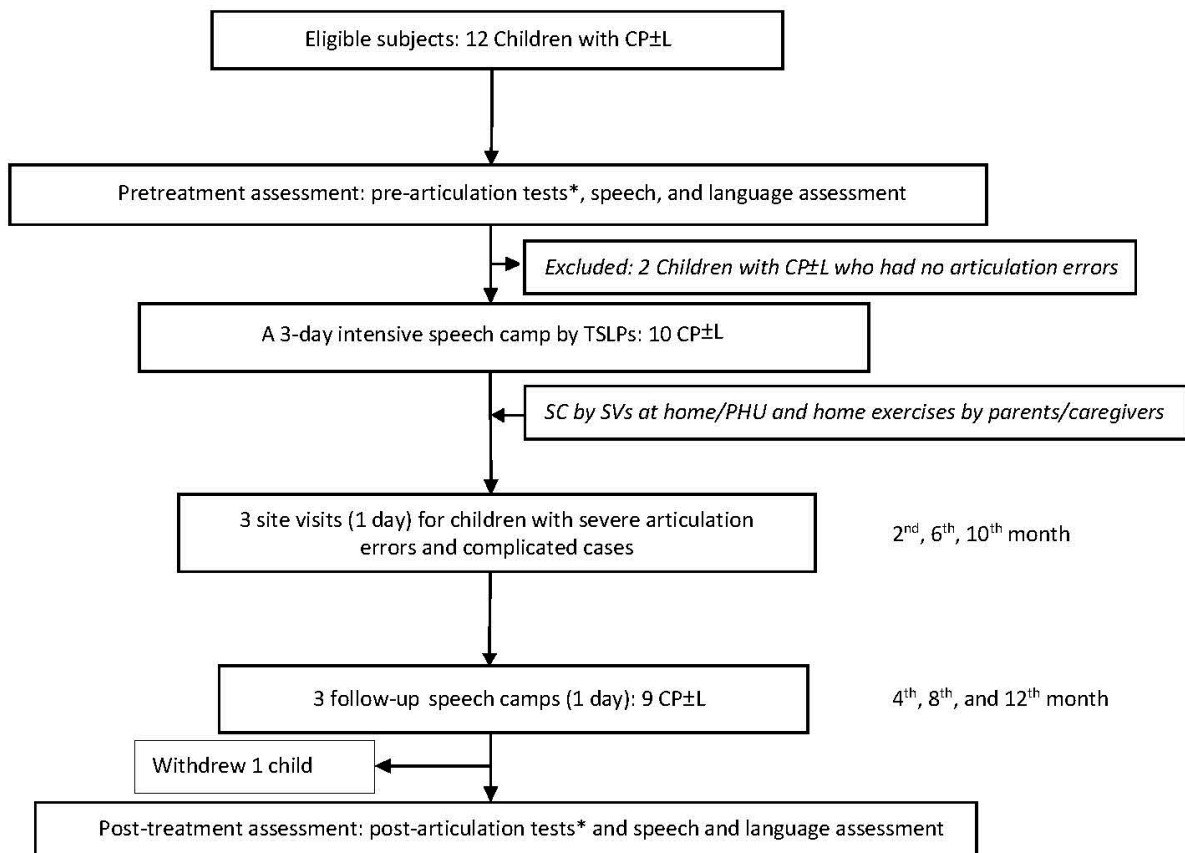 Eligible subjects: 12 Children with CP±L
Pretreatment assessment: pre-articulation tests*, speech, and language assessment
Excluded: 2 Children with CP±L who had no articulation errors
A 3-day intensive speech camp by TSLPs: 10 CP±L
SC by SVs at home/PHU and home exercises by parents/caregivers
3 site visits (1 day) for children with severe articulation
errors and complicated cases
2nd, 6th, 10th month
3 follow-up speech camps (1 day): 9 CP±L
4th, 8th, and 12th month
Withdrew 1 child
Post-treatment assessment: post-articulation tests* and speech and language assessment